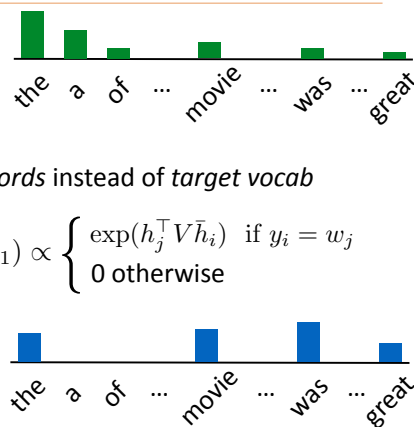 the a of ... movie ... was ... great
ords instead of target vocab
₁) ∝ { exp(h_j^⊤ V h̄_i) if y_i = w_j
0 otherwise
the a of ... movie ... was ... great